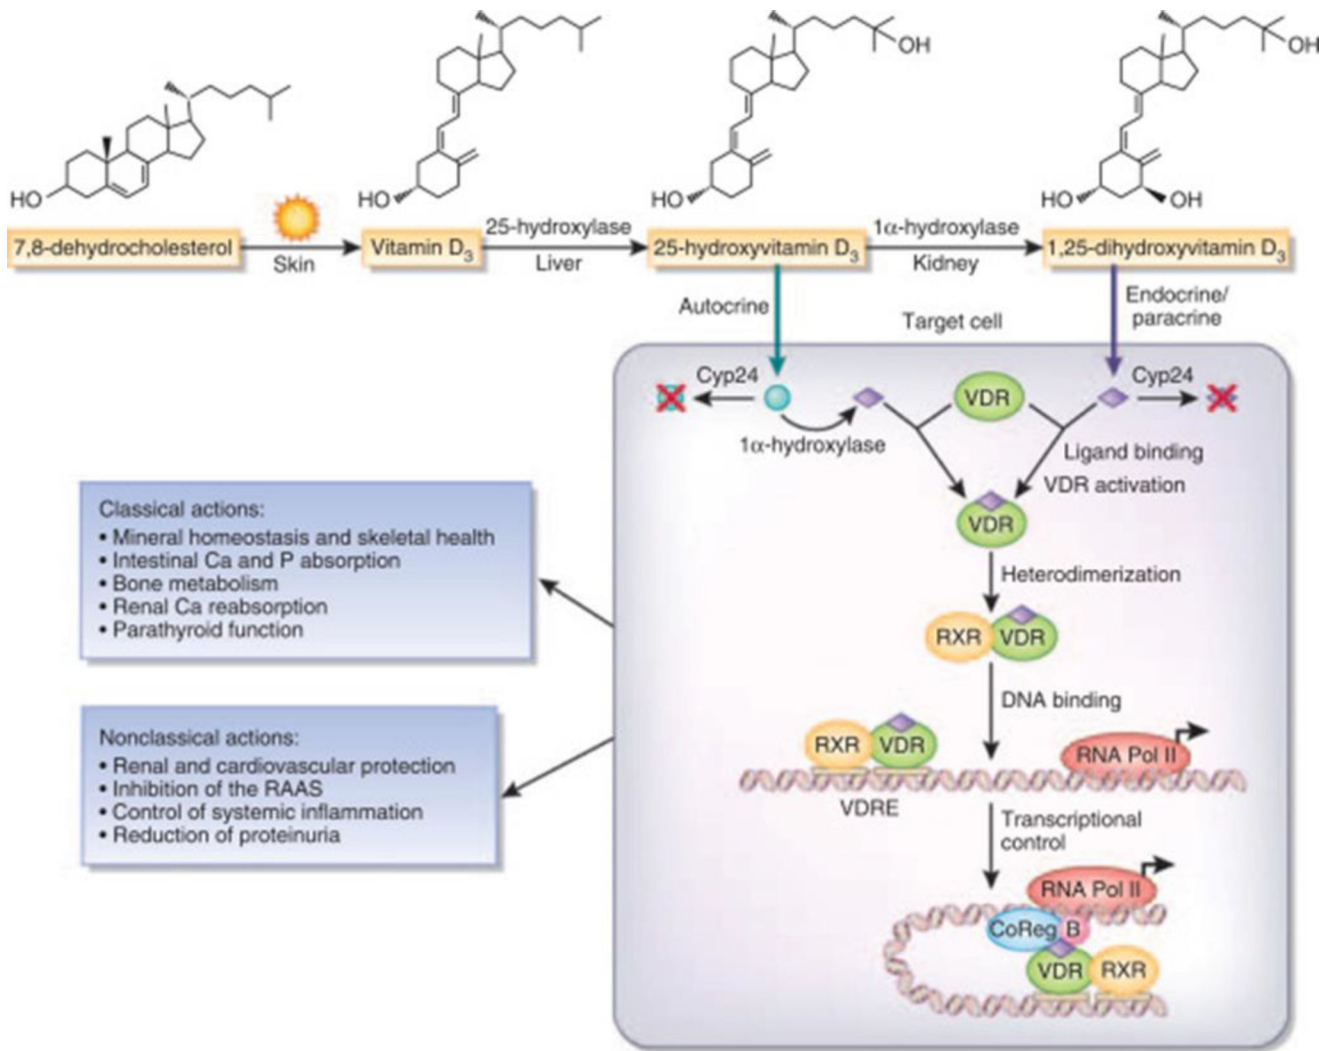 OH
OH
HO
HO
HO
HO
OH
7,8-dehydrocholesterol
Skin
Vitamin D3
25-hydroxylase
Liver
25-hydroxyvitamin D3
1α-hydroxylase
Kidney
1,25-dihydroxyvitamin D3
Autocrine
Target cell
Endocrine/
paracrine
Cyp24
1α-hydroxylase
VDR
Cyp24
Ligand binding
VDR activation
VDR
Heterodimerization
RXR VDR
DNA binding
RXR VDR
RNA Pol II
VDRE
Transcriptional
control
RNA Pol II
CoReg B
VDR RXR
Classical actions:
• Mineral homeostasis and skeletal health
• Intestinal Ca and P absorption
• Bone metabolism
• Renal Ca reabsorption
• Parathyroid function
Nonclassical actions:
• Renal and cardiovascular protection
• Inhibition of the RAAS
• Control of systemic inflammation
• Reduction of proteinuria